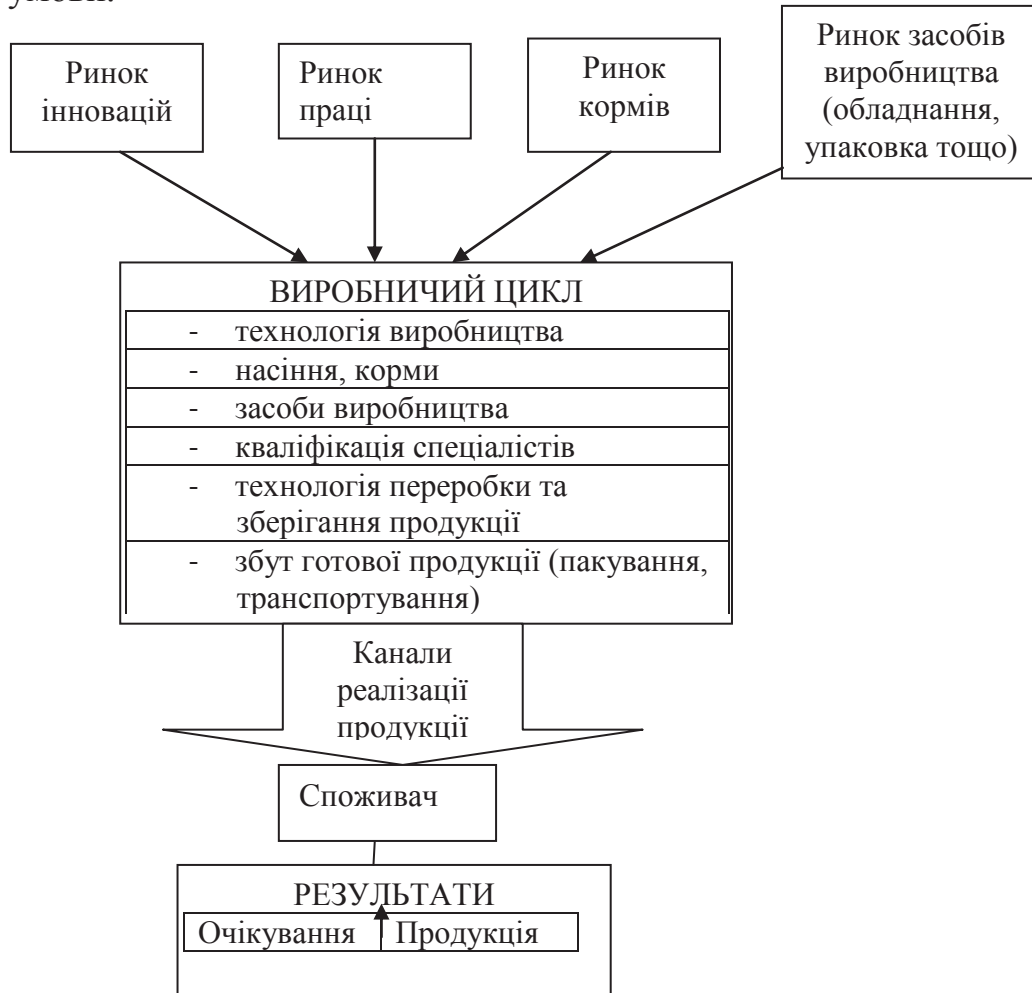 умови.
Ринок
інновацій
Ринок
праці
Ринок
кормів
Ринок засобів
виробництва
(обладнання,
упаковка тощо)
ВИРОБНИЧИЙ ЦИКЛ
- технологія виробництва
- насіння, корми
- засоби виробництва
- кваліфікація спеціалістів
- технологія переробки та
зберігання продукції
- збут готової продукції (пакування,
транспортування)
Канали
реалізації
продукції
Споживач
РЕЗУЛЬТАТИ
Очікування Продукція